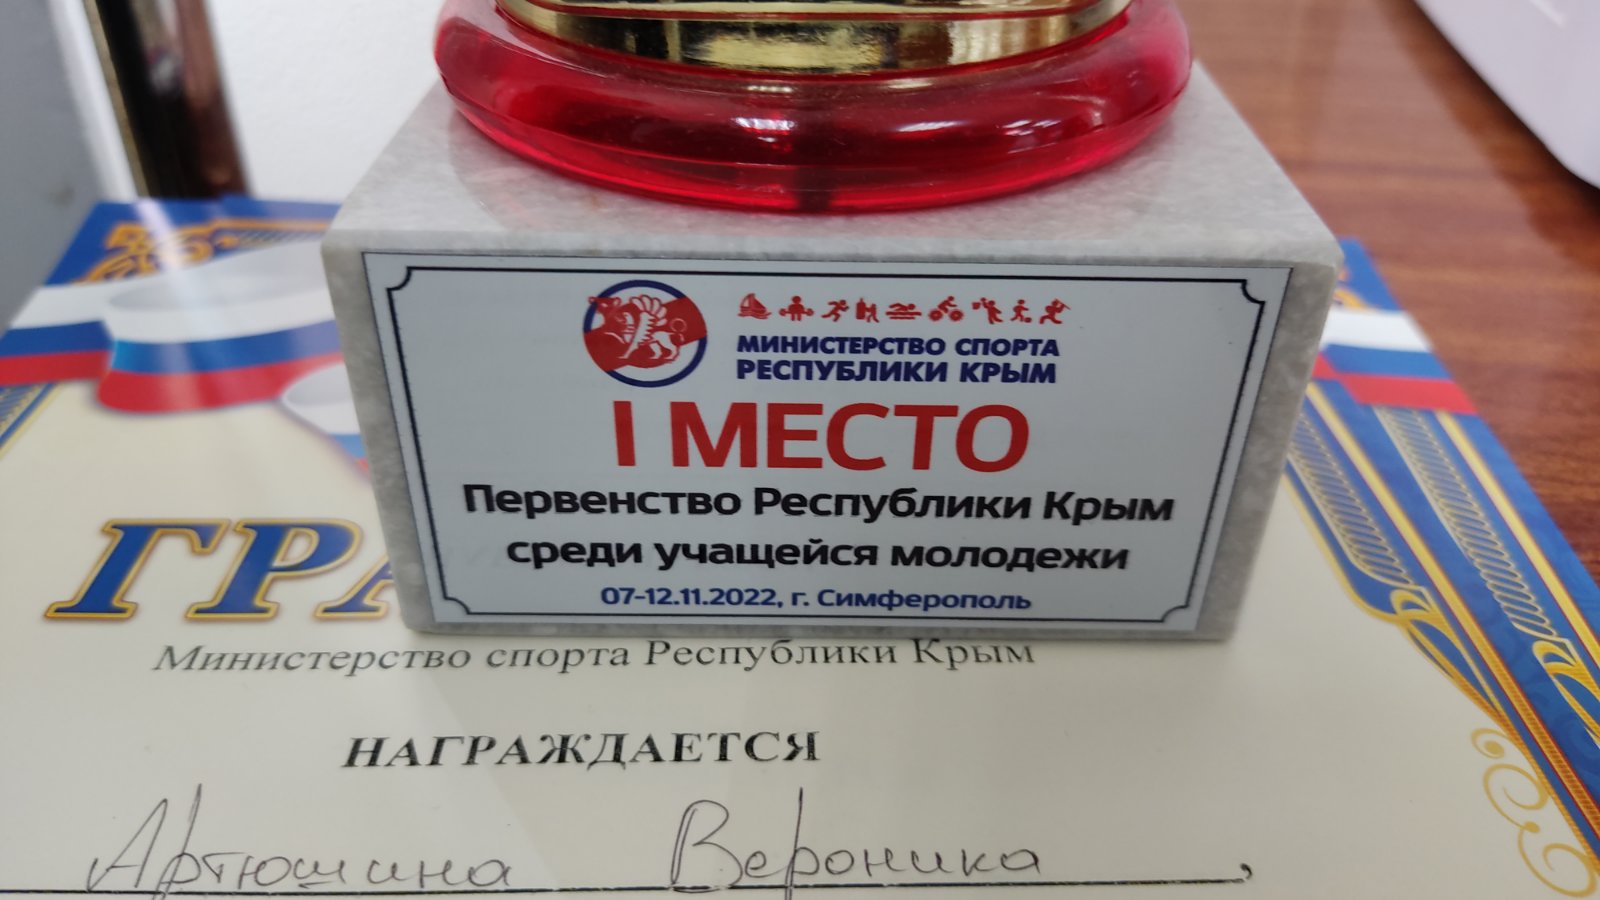 МИНИСТЕРСТВО СПОРТА
РЕСПУБЛИКИ КРЫМ
I МЕСТО
Первенство Республики Крым
среди учащейся молодежи
07-12.11.2022, г. Симферополь
ГРА
Министерство спорта Республики Крым
НАГРАЖДАЕТСЯ
Артюшина Вероника,